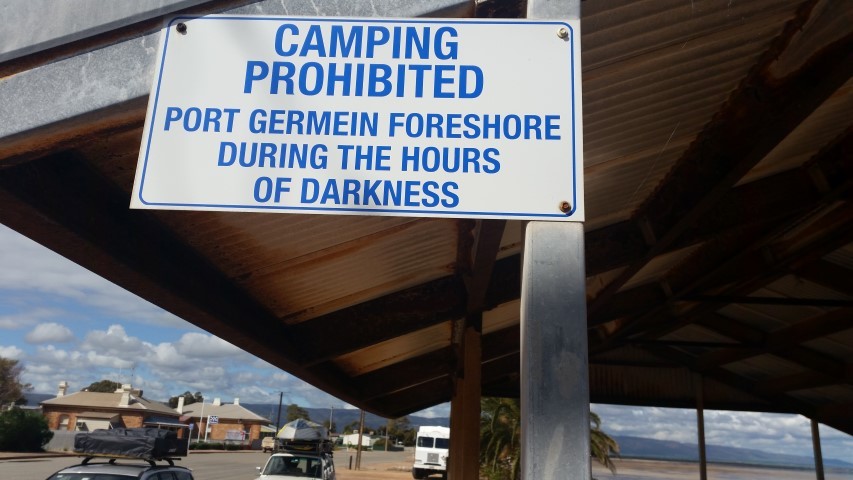 CAMPING
PROHIBITED
PORT GERMEIN FORESHORE
DURING THE HOURS
OF DARKNESS